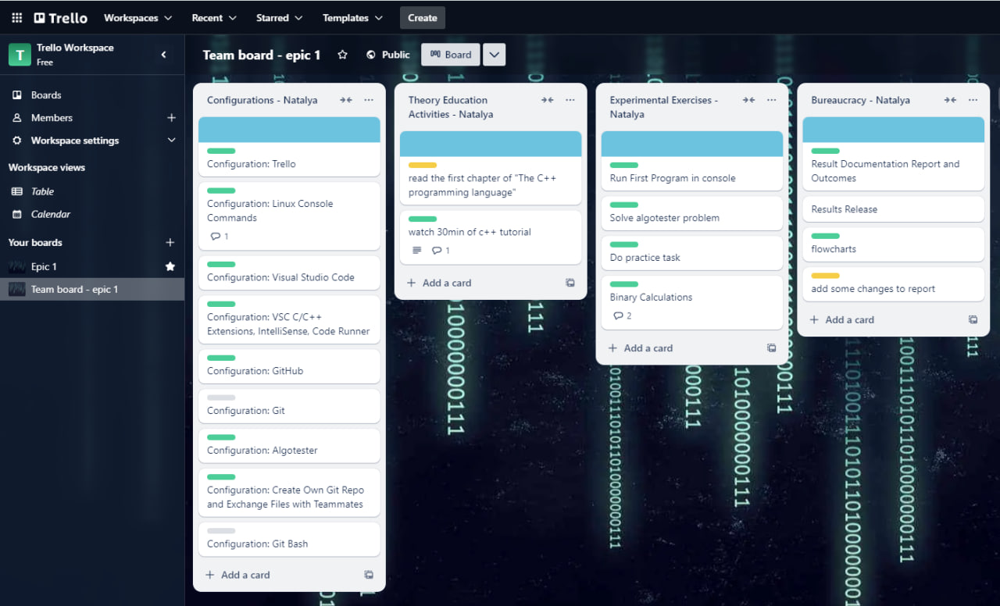 Trello
Workspaces
Recent
Starred
Templates
Create
T
Trello Workspace
Free
Boards
Members
Workspace settings
Workspace views
Table
Calendar
Your boards
Epic 1
Team board - epic 1
Team board - epic 1
Public
Board
Configurations - Natalya
Configuration: Trello
Configuration: Linux Console
Commands
1
Configuration: Visual Studio Code
Configuration: VSC C/C++
Extensions, IntelliSense, Code Runner
Configuration: GitHub
Configuration: Git
Configuration: Algotester
Configuration: Create Own Git Repo
and Exchange Files with Teammates
Configuration: Git Bash
Add a card
Theory Education
Activities - Natalya
read the first chapter of "The C++
programming language"
watch 30min of c++ tutorial
1
Add a card
Experimental Exercises -
Natalya
Run First Program in console
Solve algotester problem
Do practice task
Binary Calculations
2
Add a card
Bureaucracy - Natalya
Result Documentation Report and
Outcomes
Results Release
flowcharts
add some changes to report
Add a card